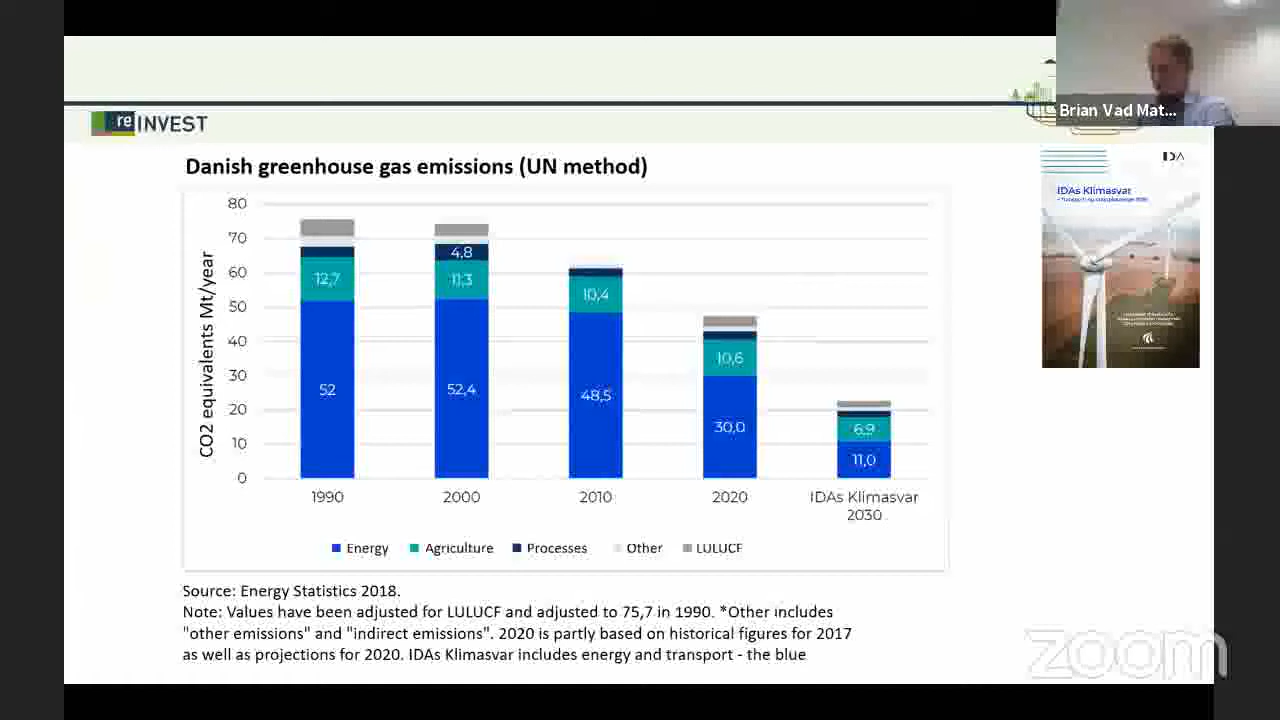 Brian Vad Mat...
re INVEST
IDA
Danish greenhouse gas emissions (UN method)
IDAs Klimasvar
CO2 equivalents Mt/year
80
70
60
50
40
30
20
10
0
12,7
52
4,8
11,3
52,4
10,4
48,5
10,6
30,0
6,9
11,0
1990
2000
2010
2020
IDAs Klimasvar
2030
Energy
Agriculture
Processes
Other
LULUCF
Source: Energy Statistics 2018.
Note: Values have been adjusted for LULUCF and adjusted to 75,7 in 1990. *Other includes
"other emissions" and "indirect emissions". 2020 is partly based on historical figures for 2017
as well as projections for 2020. IDAs Klimasvar includes energy and transport - the blue
zoom